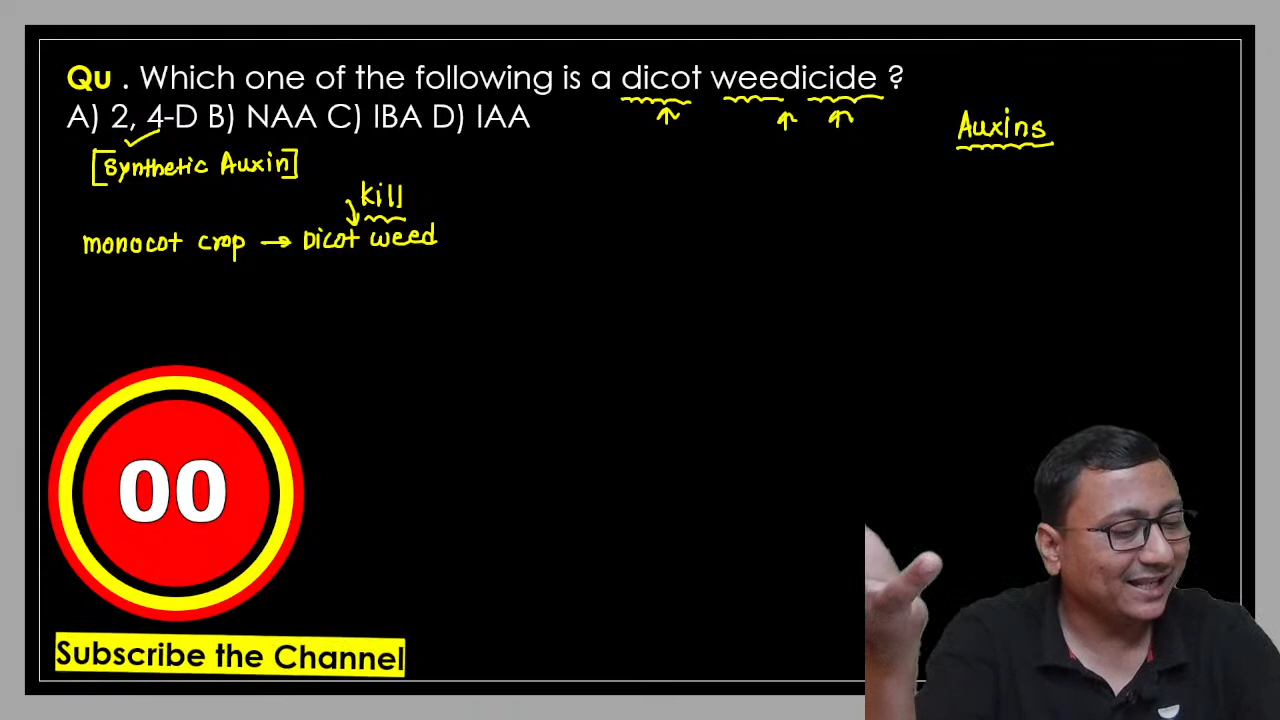 Qu . Which one of the following is a dicot weedicide ?
A) 2, 4-D B) NAA C) IBA D) IAA
Auxins
[Synthetic Auxin]
kill
monocot crop → Dicot weed
00
Subscribe the Channel